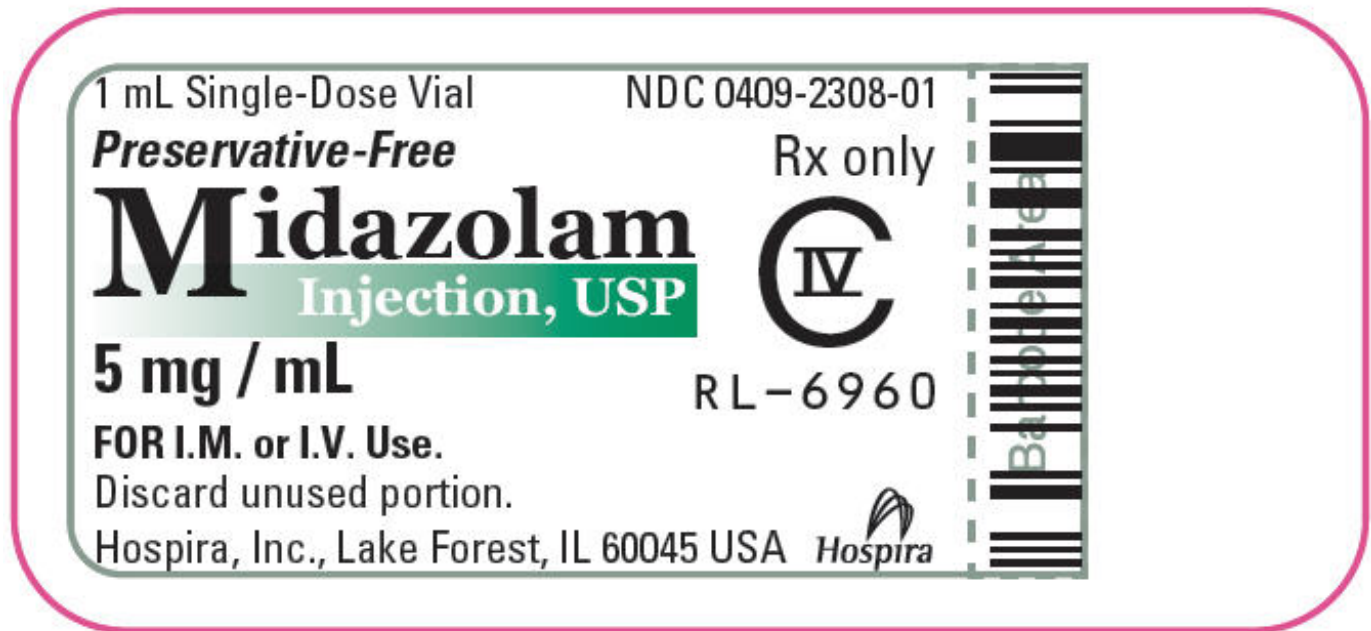 1 mL Single-Dose Vial NDC 0409-2308-01
Preservative-Free Rx only
Midazolam
Injection, USP
CIV
5 mg / mL
RL-6960
FOR I.M. or I.V. Use.
Discard unused portion.
Hospira, Inc., Lake Forest, IL 60045 USA Hospira
Barcode Area